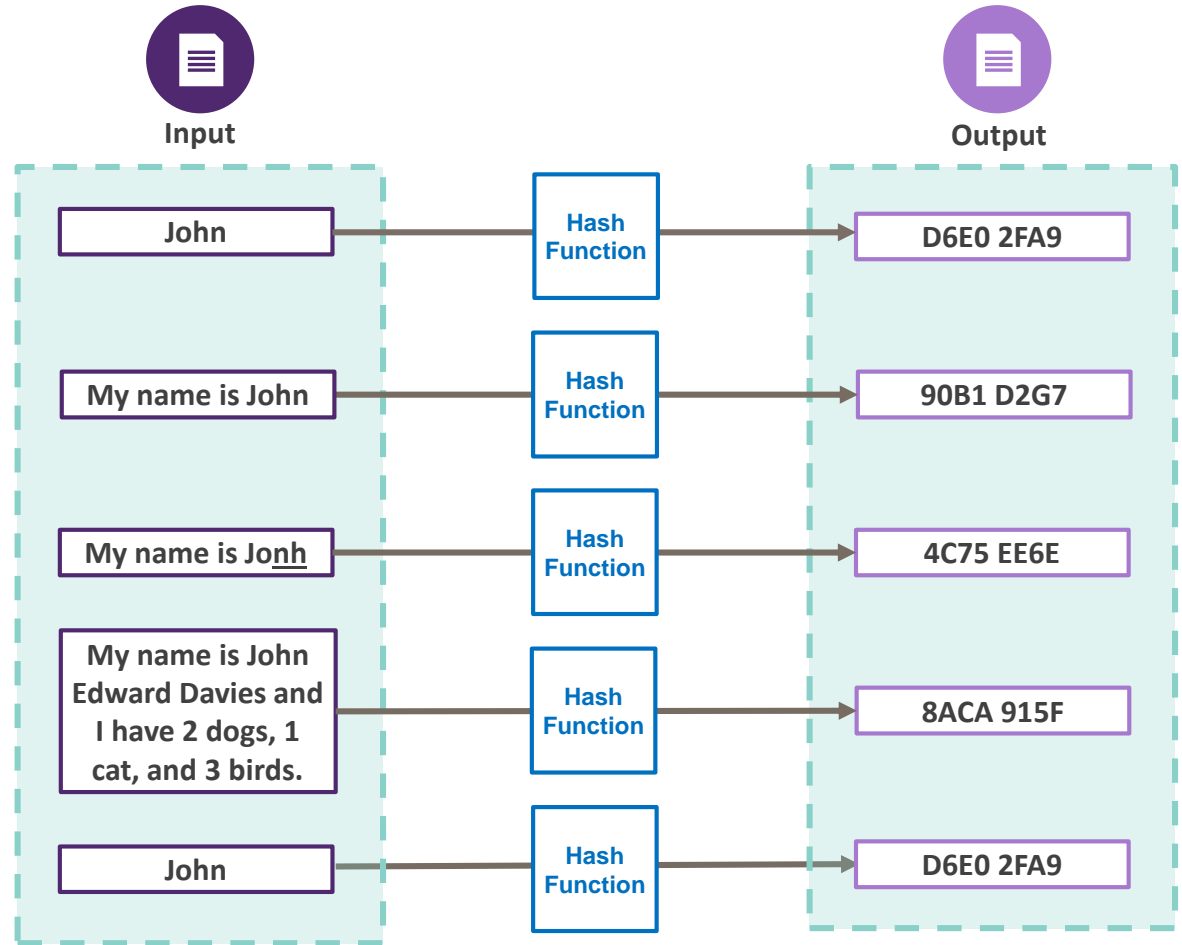 Input
Output
John
Hash
Function
D6E0 2FA9
My name is John
Hash
Function
90B1 D2G7
My name is Jonh
Hash
Function
4C75 EE6E
My name is John
Edward Davies and
I have 2 dogs, 1
cat, and 3 birds.
Hash
Function
8ACA 915F
John
Hash
Function
D6E0 2FA9